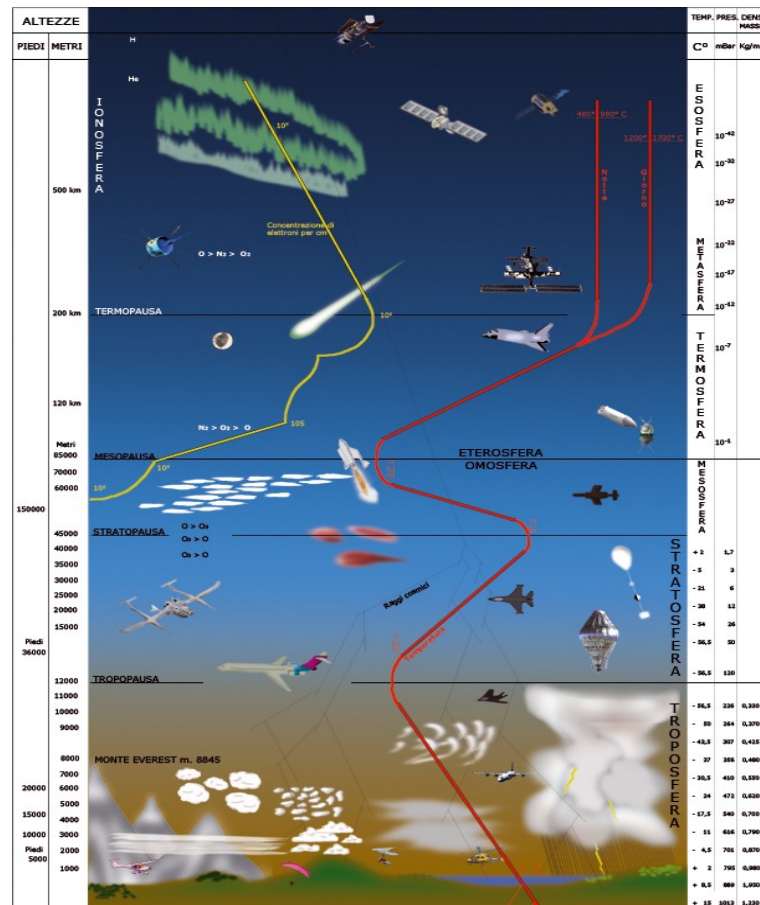 ALTEZZE
PIEDI METRI
TEMP. PRES. DENS
MASS
C° mBar Kg/m
H
He
IONOSFERA
ESOSFERA
10⁹
480° 980° C
1200° 1700° C
Notte
Giorno
10⁻⁴²
10⁻³²
10⁻²⁷
10⁻²²
10⁻¹⁷
10⁻¹²
500 km
Concentrazione di
elettroni per cm
O > N₂ > O₂
METASFERA
200 km
TERMOPAUSA
TERMOSFERA
10⁻⁷
120 km
N₂ > O₂ > O
105
Metri
85000
MESOPAUSA
ETEROSFERA
OMOSFERA
MESOSFERA
70000
60000
150000
45000
STRATOPAUSA
O > O₃
O₃ > O
O₂ > O
STRATOSFERA
40000 + 2 1,7
35000 - 5 3
30000
25000 - 21 6
20000 - 38 12
15000 - 54 26
- 56,5 50
Raggi cosmici
Temperatura
Piedi
36000
- 56,5 120
12000
TROPOPAUSA
TROPOSFERA
11000 - 56,5 226 0,330
10000 - 50 264 0,370
9000 - 43,5 307 0,425
8000 - 37 356 0,480
MONTE EVEREST m. 8845
7000 - 30,5 410 0,550
20000 6000 - 24 472 0,620
5000 - 17,5 540 0,700
15000 4000 - 11 616 0,790
10000 3000 - 4,5 701 0,870
Piedi
5000 2000 + 2 795 0,980
1000 + 8,5 889 1,950
+ 15 1013 1,230